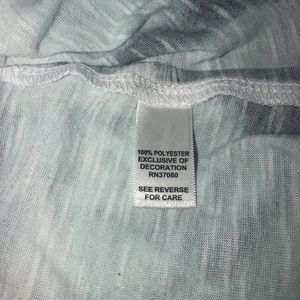 100% POLYESTER
EXCLUSIVE OF
DECORATION
RN37080
SEE REVERSE
FOR CARE